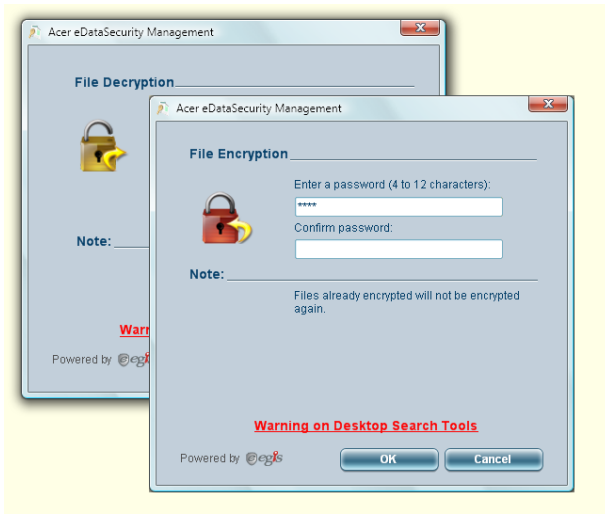 Acer eDataSecurity Management
File Decryption
Note:
Warn
Powered by egi
Acer eDataSecurity Management
File Encryption
Enter a password (4 to 12 characters):
****
Confirm password:
Note:
Files already encrypted will not be encrypted
again.
Warning on Desktop Search Tools
Powered by egis
OK
Cancel